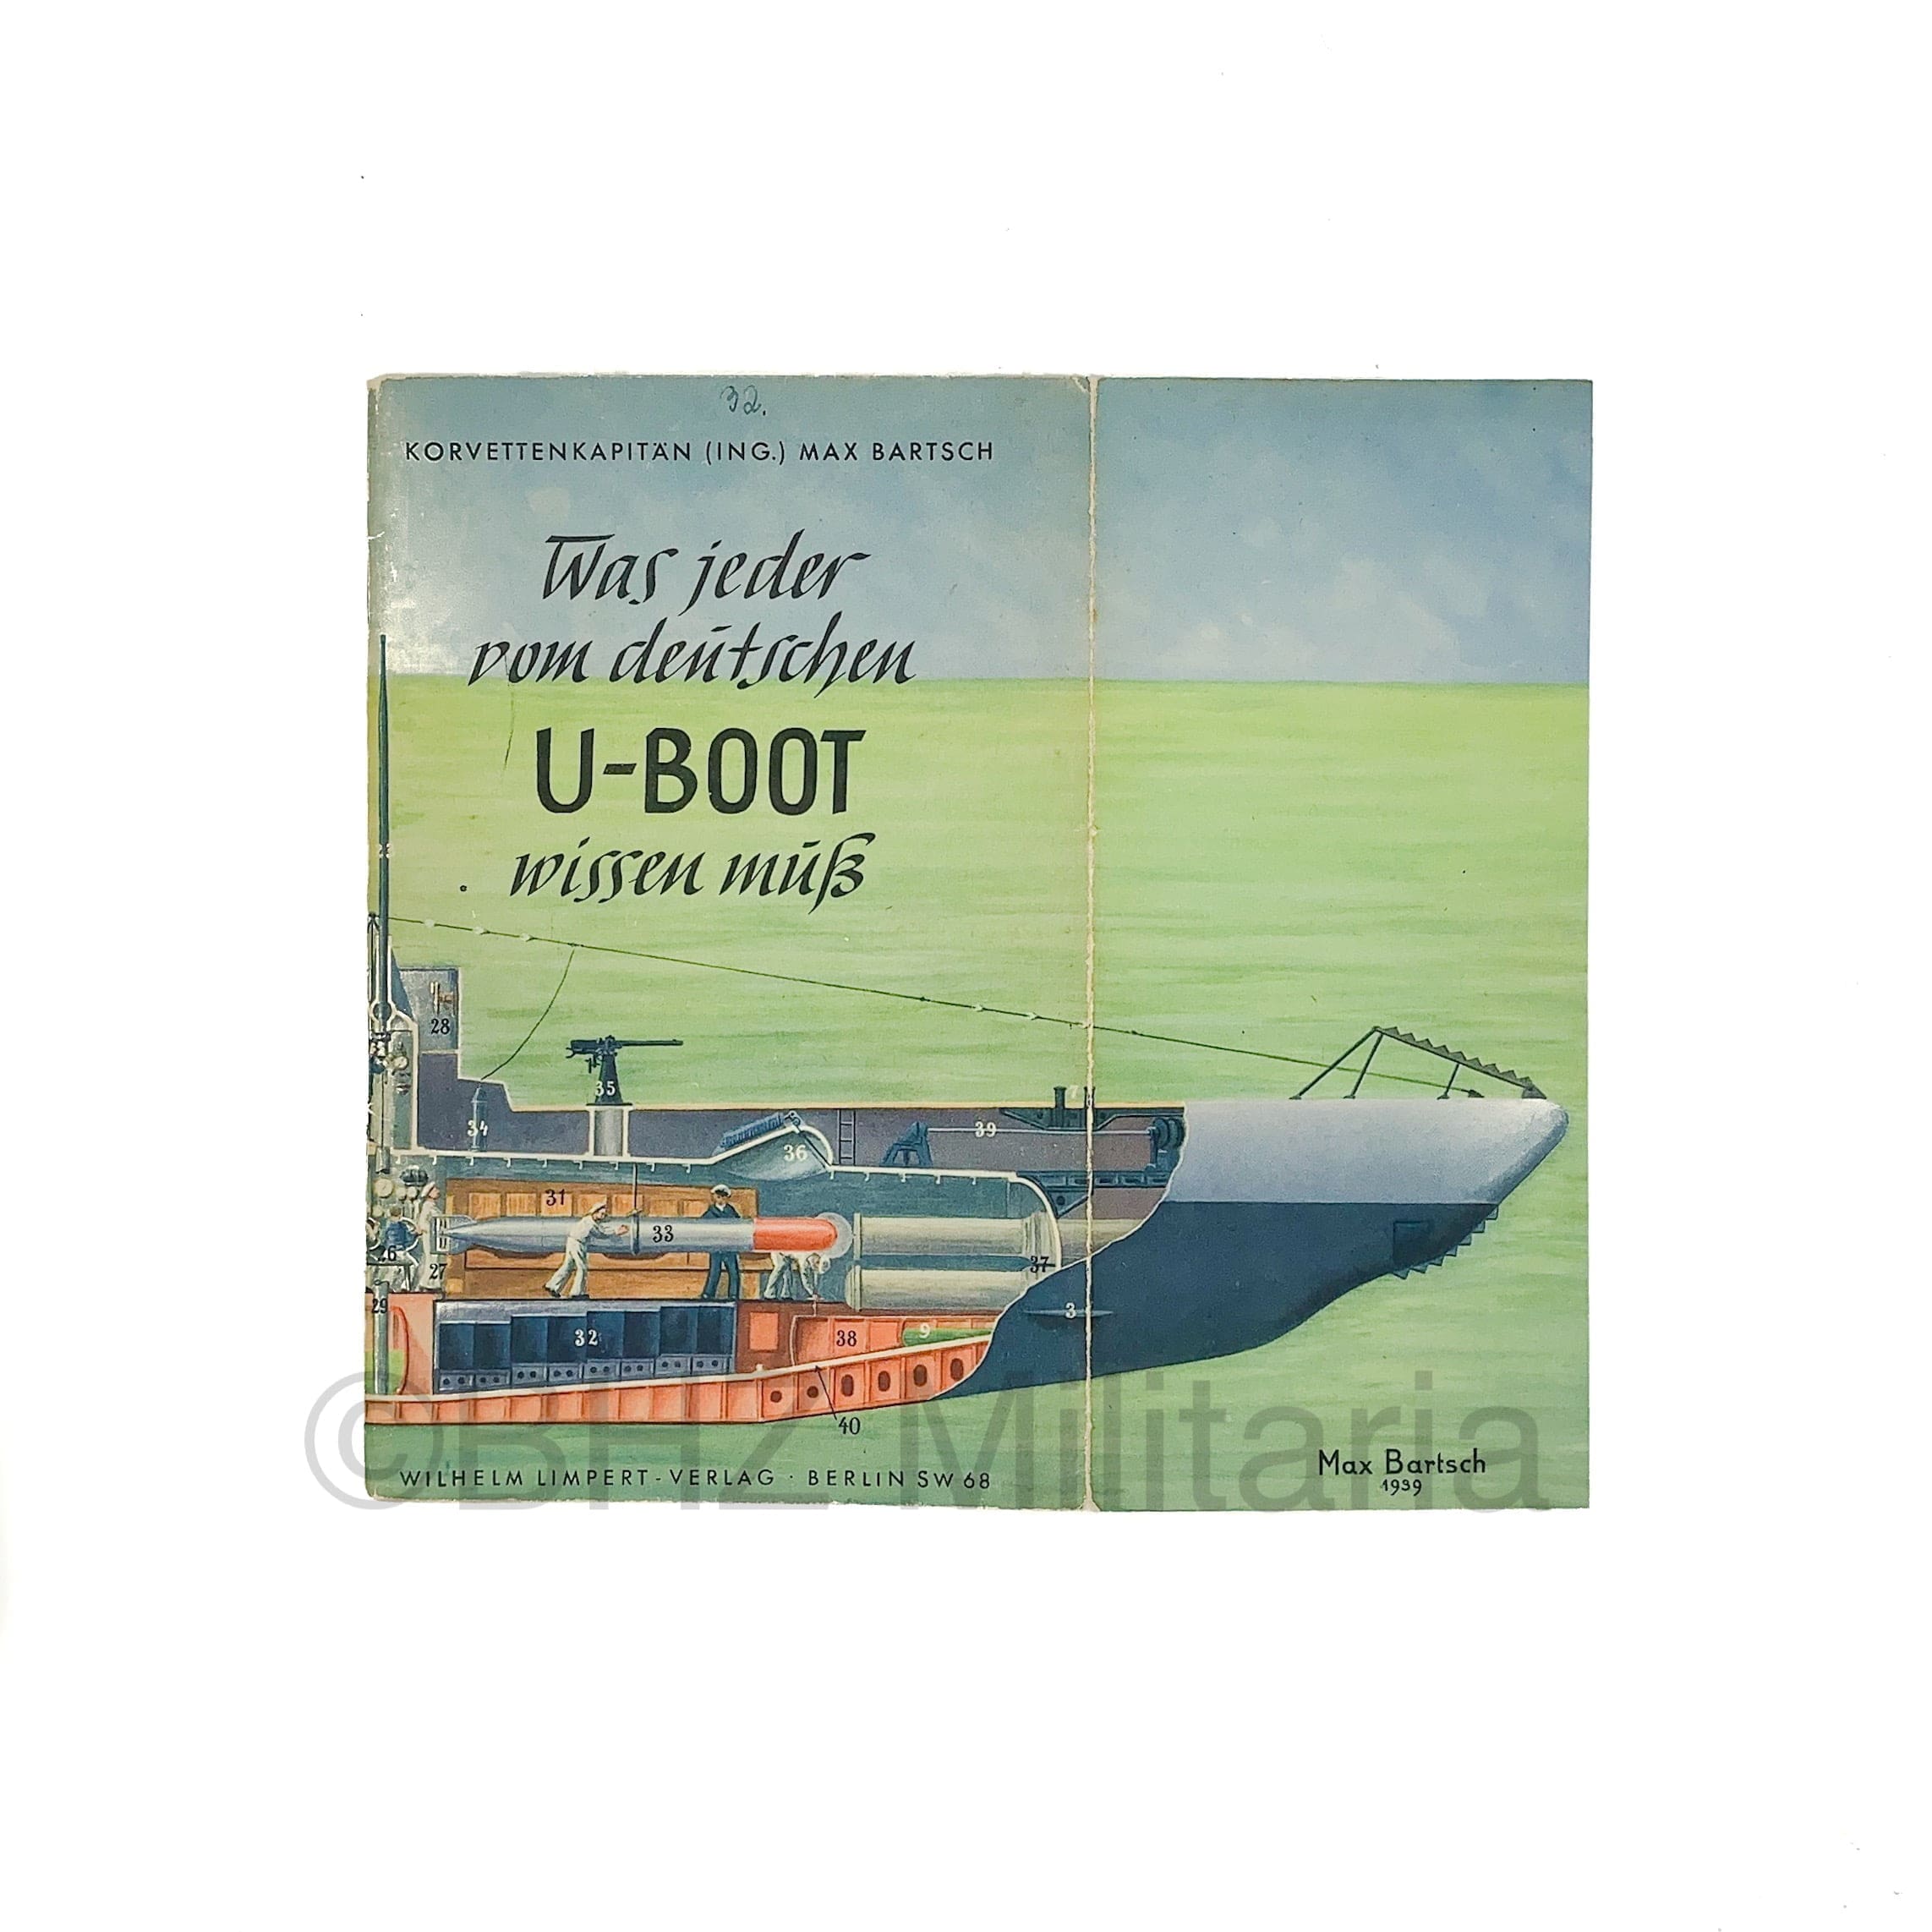 32.
KORVETTENKAPITÄN (ING.) MAX BARTSCH
Was jeder
vom deutschen
U-BOOT
wissen muß
28
35
7
34
36
39
31
33
26
27
37
29
3
32
38
9
40
WILHELM LIMPERT-VERLAG · BERLIN SW 68
Max Bartsch
1939
©BHZ Militaria